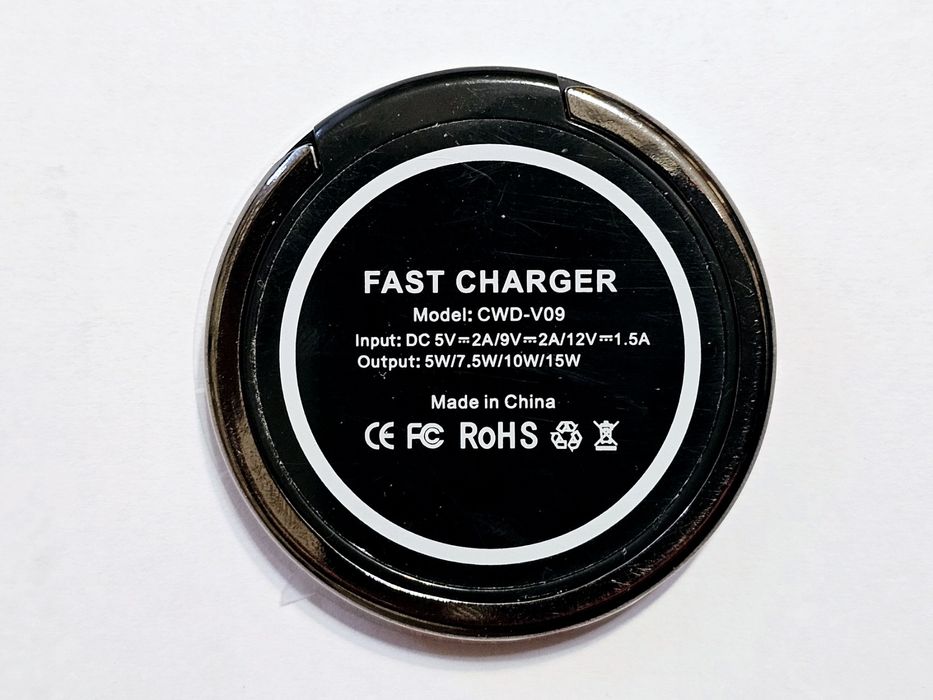 FAST CHARGER
Model: CWD-V09
Input: DC 5V⎓2A/9V⎓2A/12V⎓1.5A
Output: 5W/7.5W/10W/15W
Made in China
CE FC RoHS